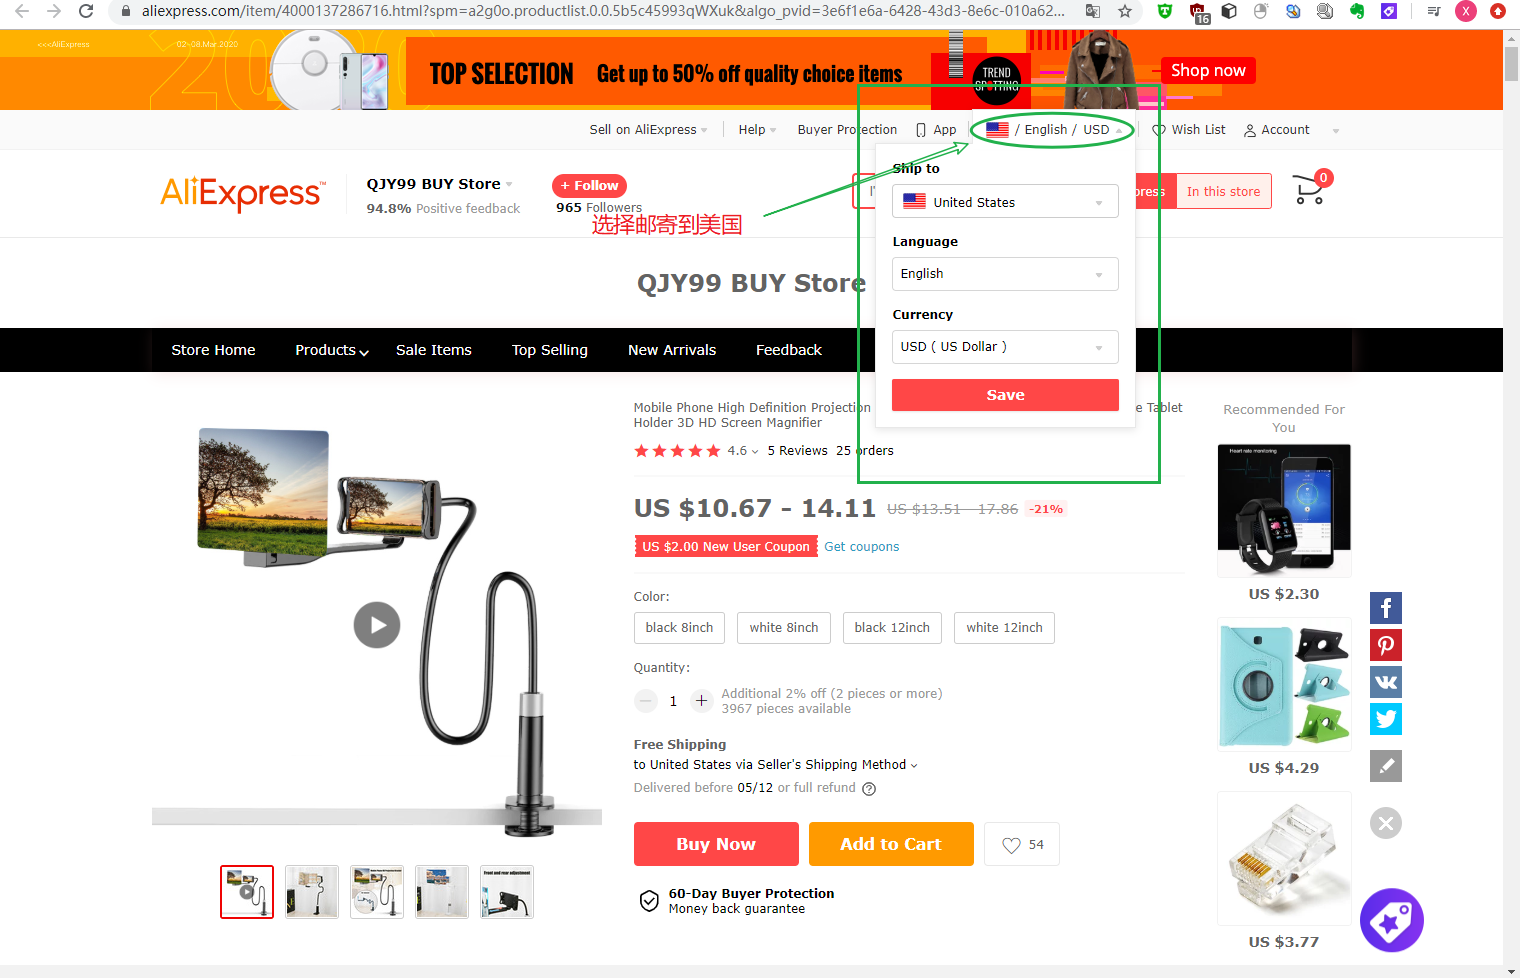 aliexpress.com/item/4000137286716.html?spm=a2g0o.productlist.0.0.5b5c45993qWXuk&algo_pvid=3e6f1e6a-6428-43d3-8e6c-010a62...
16
X
<<<AliExpress
02-08.Mar.2020
TOP SELECTION
Get up to 50% off quality choice items
TREND SPOTTING
Shop now
Sell on AliExpress
Help
Buyer Protection
App
/ English / USD
Wish List
Account
AliExpress™
QJY99 BUY Store
94.8% Positive feedback
+ Follow
965 Followers
选择邮寄到美国
I'
press
In this store
0
Ship to
United States
Language
English
Currency
USD ( US Dollar )
Save
QJY99 BUY Store
Store Home
Products
Sale Items
Top Selling
New Arrivals
Feedback
Mobile Phone High Definition Projection
e Tablet
Holder 3D HD Screen Magnifier
4.6
5 Reviews
25 orders
US $10.67 - 14.11
US $13.51 - 17.86
-21%
US $2.00 New User Coupon
Get coupons
Color:
black 8inch
white 8inch
black 12inch
white 12inch
Quantity:
1
Additional 2% off (2 pieces or more)
3967 pieces available
Free Shipping
to United States via Seller's Shipping Method
Delivered before 05/12 or full refund
Buy Now
Add to Cart
54
60-Day Buyer Protection
Money back guarantee
Front and rear adjustment
Recommended For
You
Heart rate monitoring
US $2.30
US $4.29
US $3.77